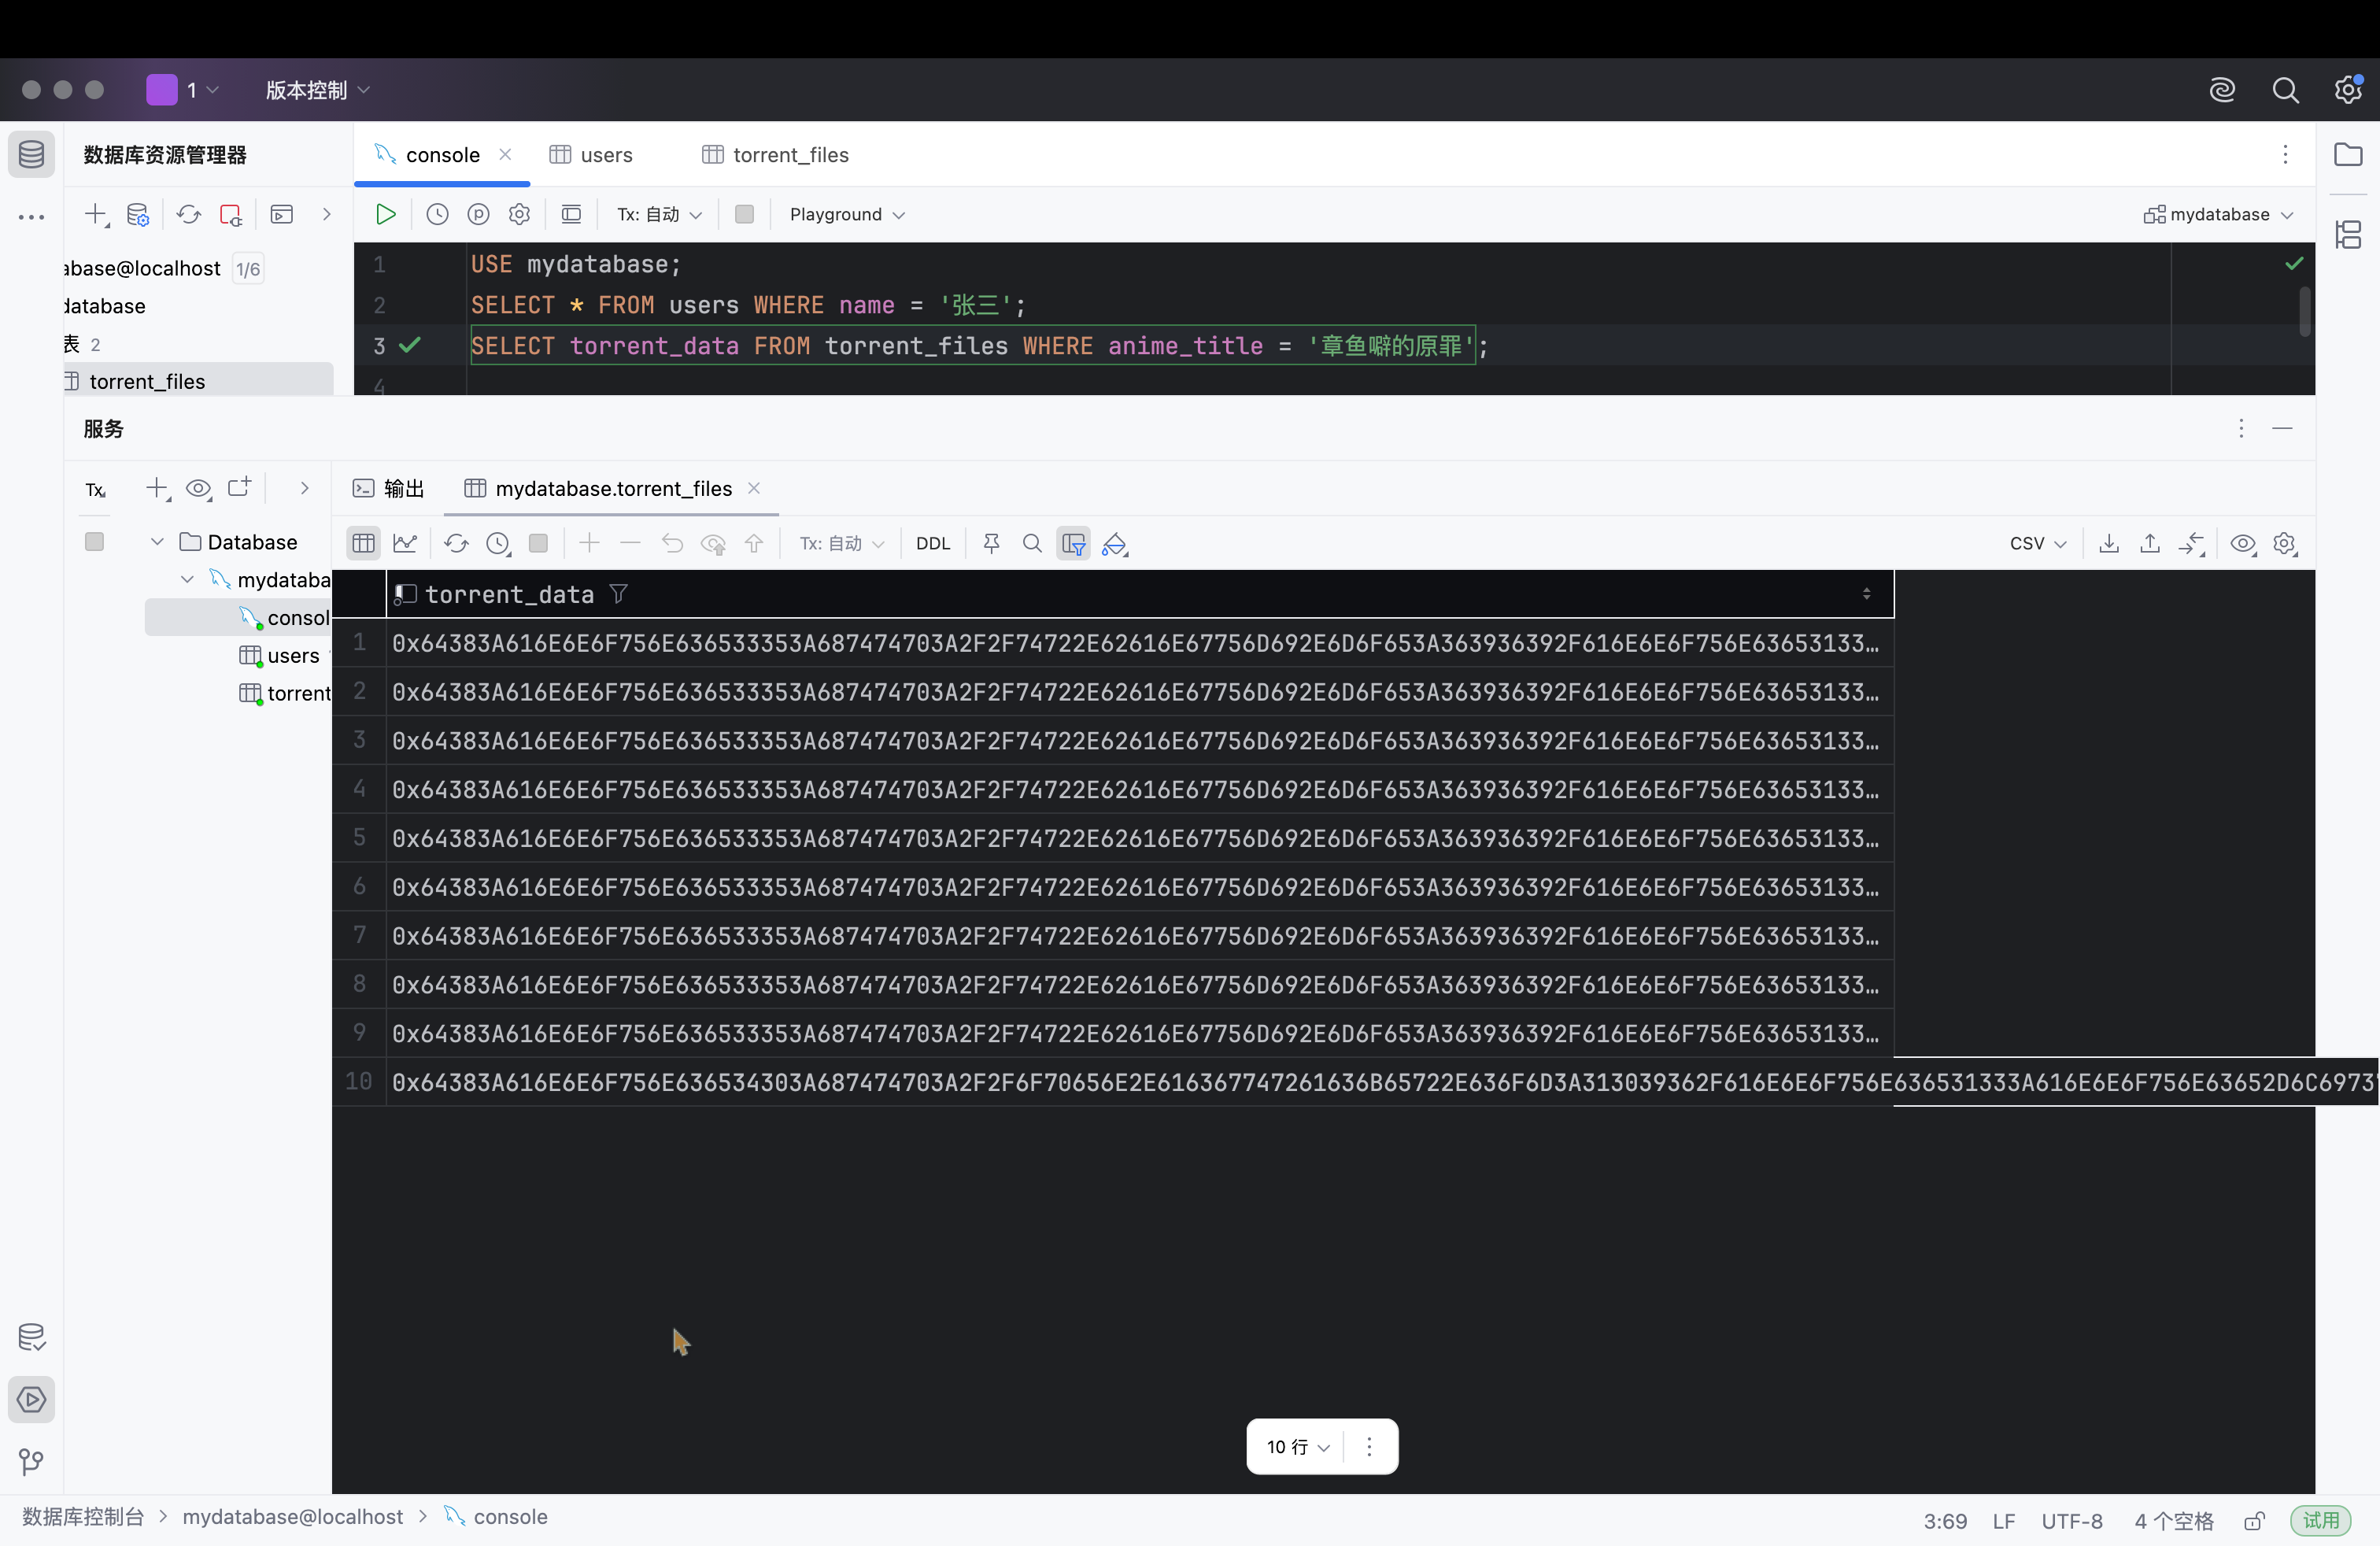 1
版本控制
数据库资源管理器
console
users
torrent_files
Tx: 自动
Playground
mydatabase
abase@localhost 1/6
database
表 2
torrent_files
1 USE mydatabase;
2 SELECT * FROM users WHERE name = '张三';
3 SELECT torrent_data FROM torrent_files WHERE anime_title = '章鱼噼的原罪';
4
服务
Tx
输出
mydatabase.torrent_files
Database
mydataba
consol
users
torrent
Tx: 自动
DDL
CSV
torrent_data
1 0x64383A616E6E6F756E636533353A687474703A2F2F74722E62616E67756D692E6D6F653A363936392F616E6E6F756E63653133…
2 0x64383A616E6E6F756E636533353A687474703A2F2F74722E62616E67756D692E6D6F653A363936392F616E6E6F756E63653133…
3 0x64383A616E6E6F756E636533353A687474703A2F2F74722E62616E67756D692E6D6F653A363936392F616E6E6F756E63653133…
4 0x64383A616E6E6F756E636533353A687474703A2F2F74722E62616E67756D692E6D6F653A363936392F616E6E6F756E63653133…
5 0x64383A616E6E6F756E636533353A687474703A2F2F74722E62616E67756D692E6D6F653A363936392F616E6E6F756E63653133…
6 0x64383A616E6E6F756E636533353A687474703A2F2F74722E62616E67756D692E6D6F653A363936392F616E6E6F756E63653133…
7 0x64383A616E6E6F756E636533353A687474703A2F2F74722E62616E67756D692E6D6F653A363936392F616E6E6F756E63653133…
8 0x64383A616E6E6F756E636533353A687474703A2F2F74722E62616E67756D692E6D6F653A363936392F616E6E6F756E63653133…
9 0x64383A616E6E6F756E636533353A687474703A2F2F74722E62616E67756D692E6D6F653A363936392F616E6E6F756E63653133…
10 0x64383A616E6E6F756E636534303A687474703A2F2F6F70656E2E616367747261636B65722E636F6D3A313039362F616E6E6F756E636531333A616E6E6F756E63652D6C6973
10 行
数据库控制台
mydatabase@localhost
console
3:69
LF
UTF-8
4 个空格
试用